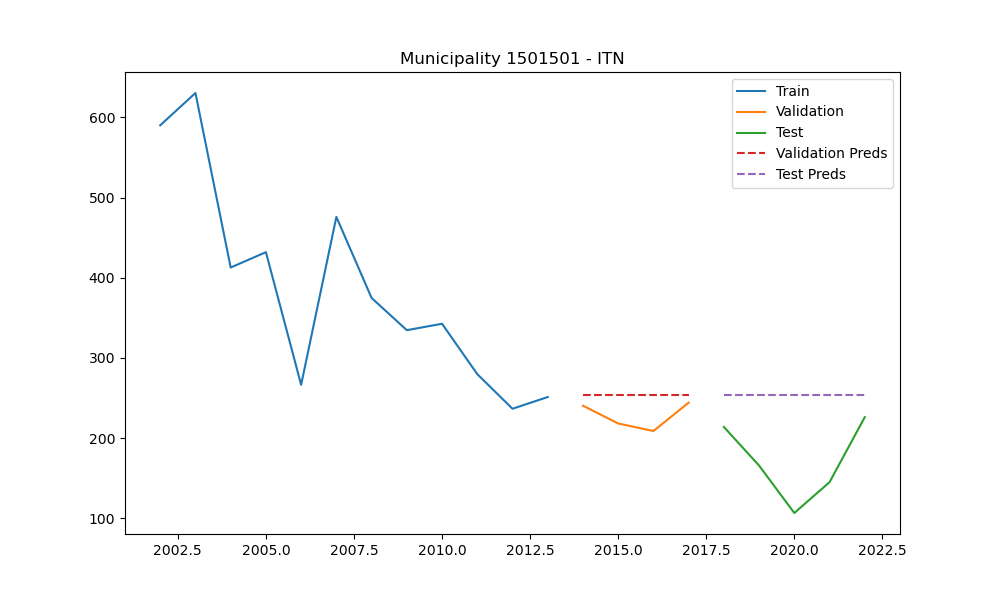 Municipality 1501501 - ITN
Train
Validation
Test
Validation Preds
Test Preds
600
500
400
300
200
100
2002.5 2005.0 2007.5 2010.0 2012.5 2015.0 2017.5 2020.0 2022.5